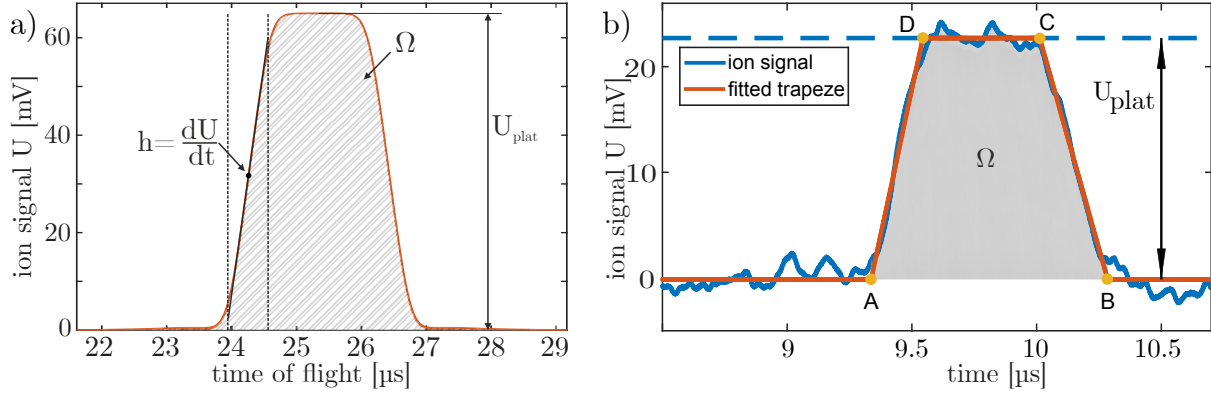 a)
60
40
20
0
ion signal U [mV]
Ω
h= dU
dt
U plat
22 23 24 25 26 27 28 29
time of flight [µs]
b)
D C
ion signal
fitted trapeze
20
10
0
ion signal U [mV]
Ω
U plat
A B
9 9.5 10 10.5
time [µs]